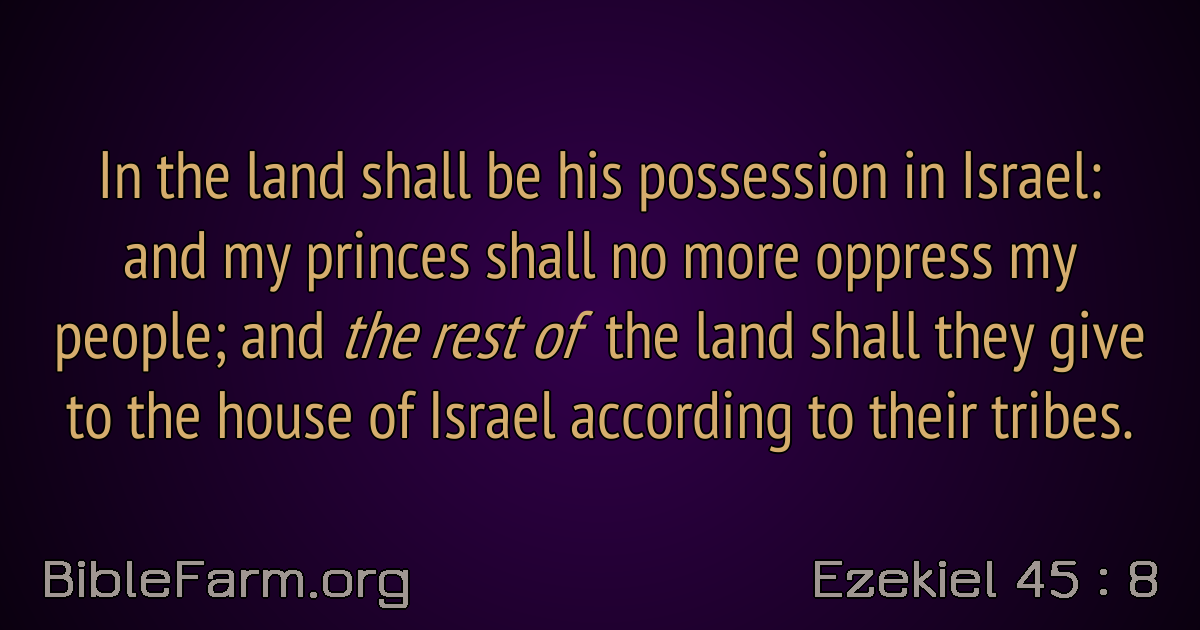 In the land shall be his possession in Israel:
and my princes shall no more oppress my
people; and the rest of the land shall they give
to the house of Israel according to their tribes.
BibleFarm.org
Ezekiel 45 : 8